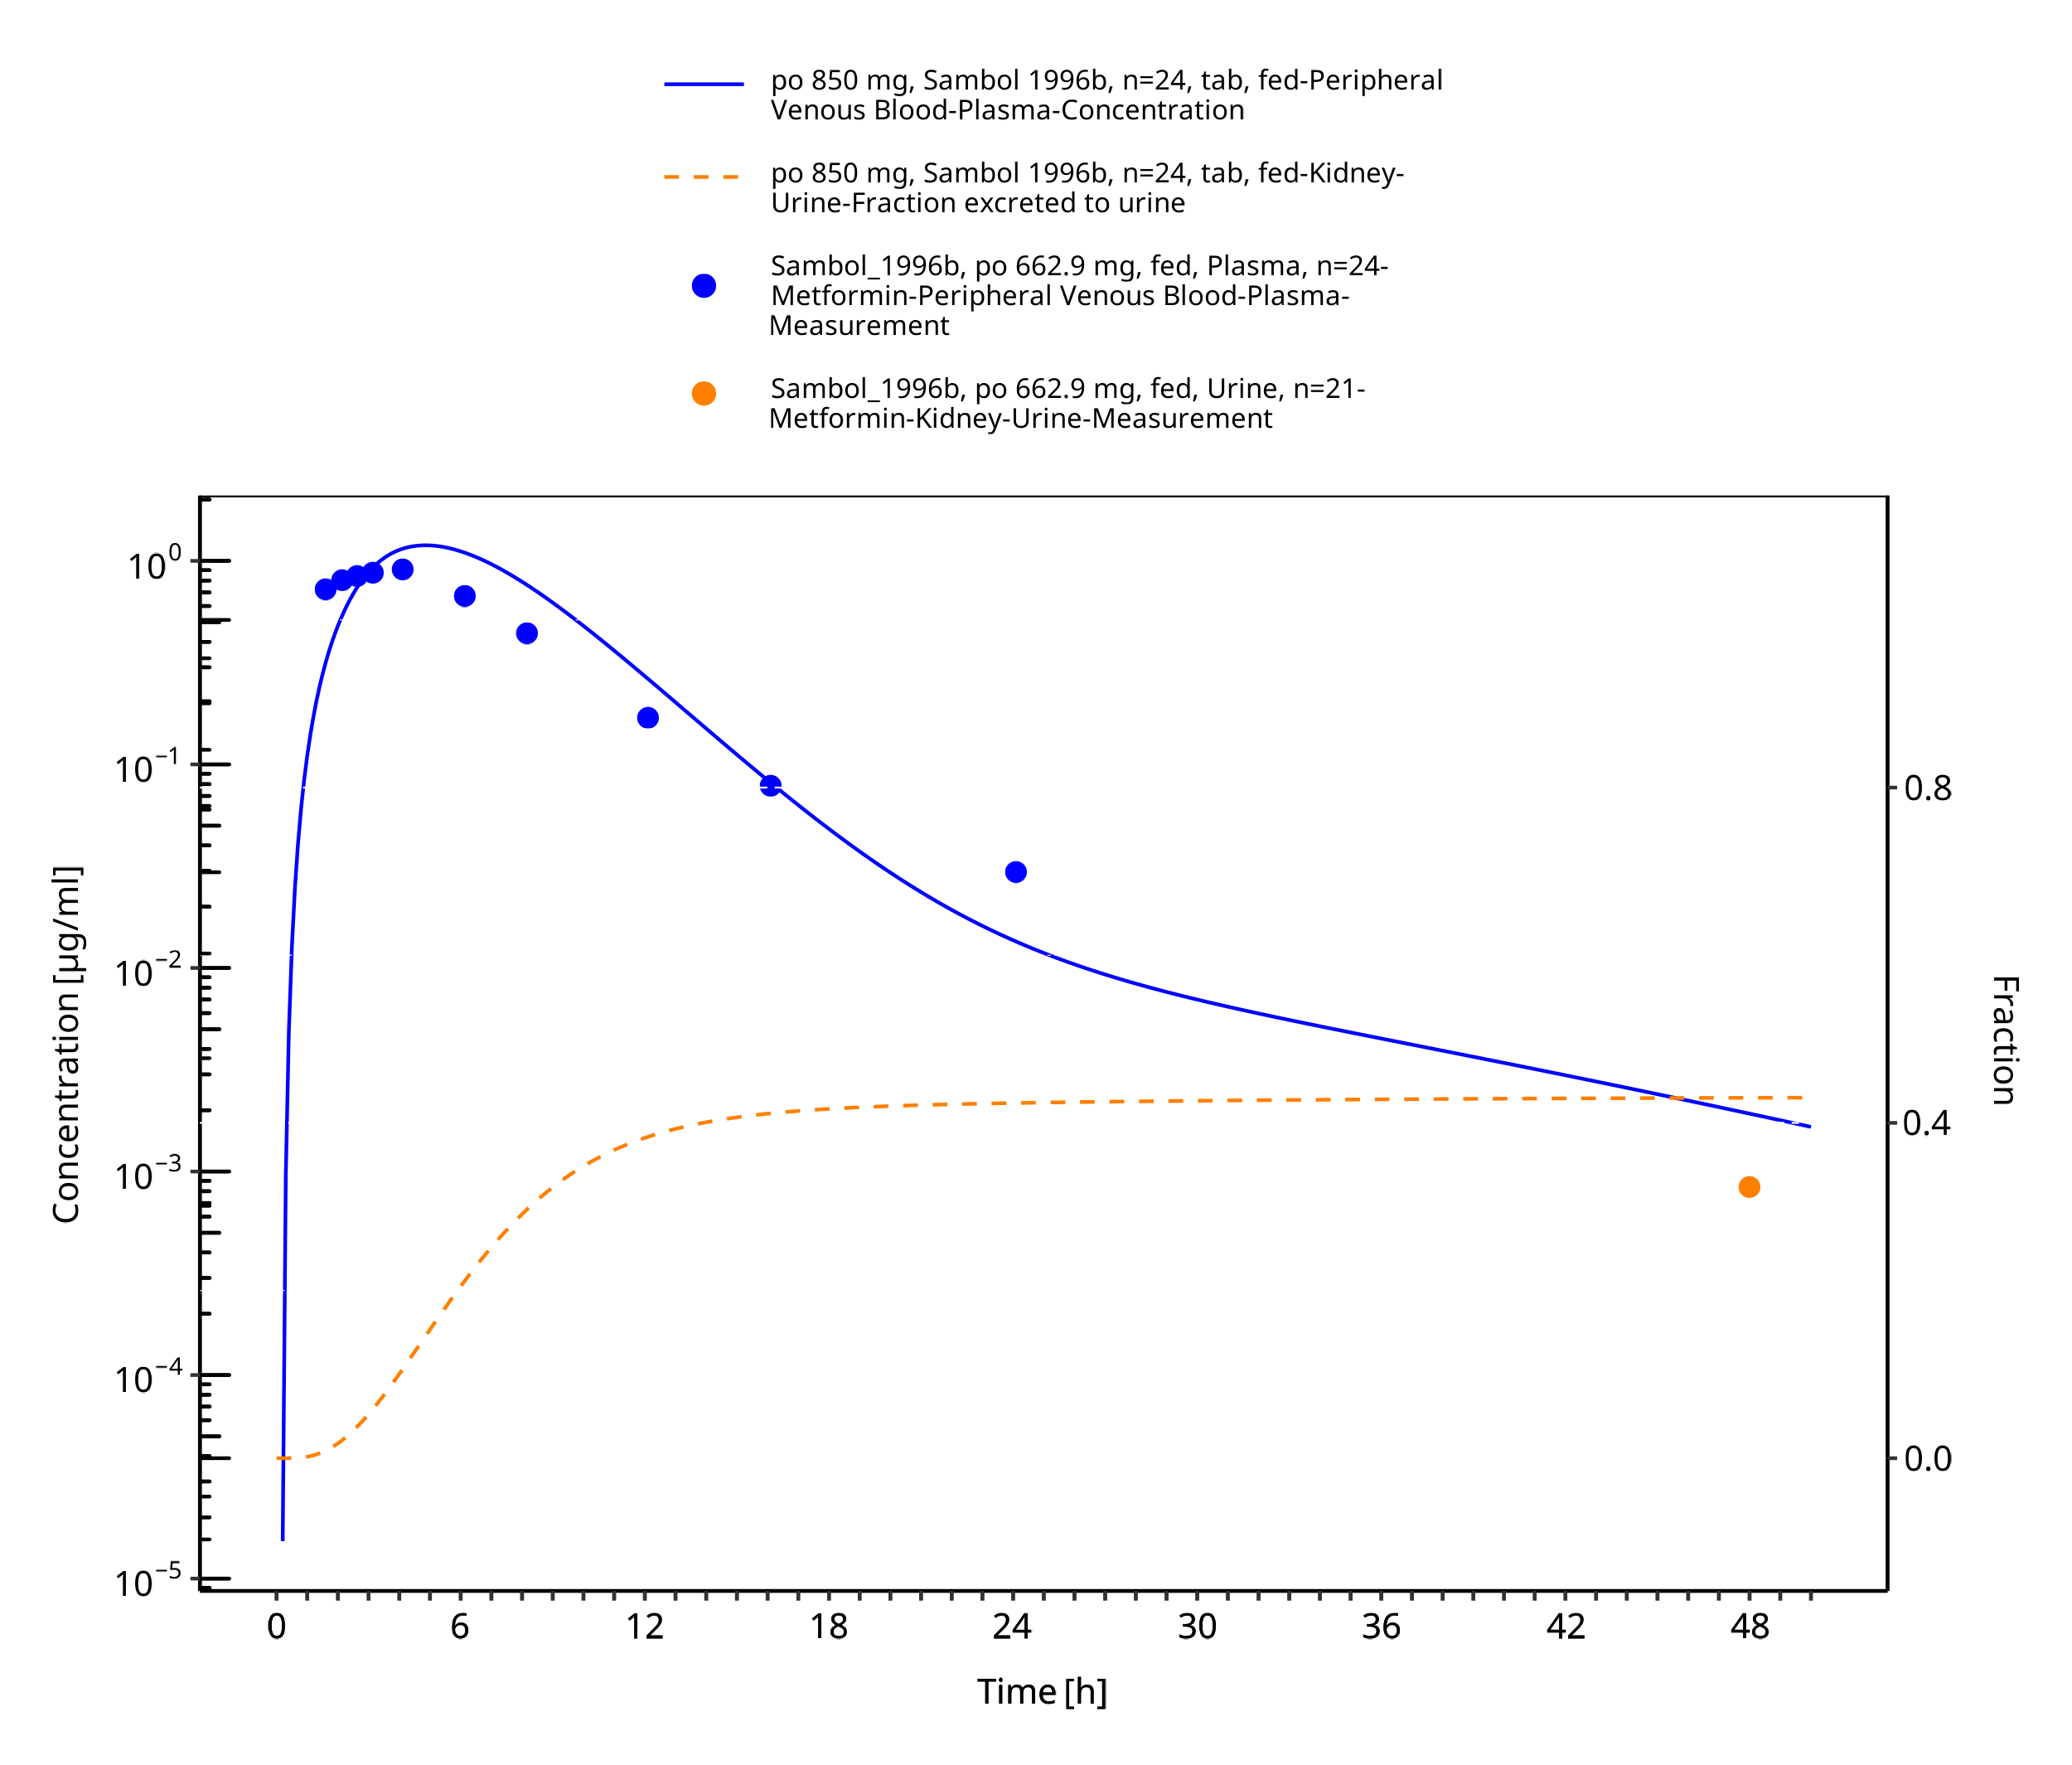 po 850 mg, Sambol 1996b, n=24, tab, fed-Peripheral
Venous Blood-Plasma-Concentration
po 850 mg, Sambol 1996b, n=24, tab, fed-Kidney-
Urine-Fraction excreted to urine
Sambol_1996b, po 662.9 mg, fed, Plasma, n=24-
Metformin-Peripheral Venous Blood-Plasma-
Measurement
Sambol_1996b, po 662.9 mg, fed, Urine, n=21-
Metformin-Kidney-Urine-Measurement
10⁰
10⁻¹
10⁻²
10⁻³
10⁻⁴
10⁻⁵
Concentration [µg/ml]
0.8
0.4
0.0
Fraction
0 6 12 18 24 30 36 42 48
Time [h]